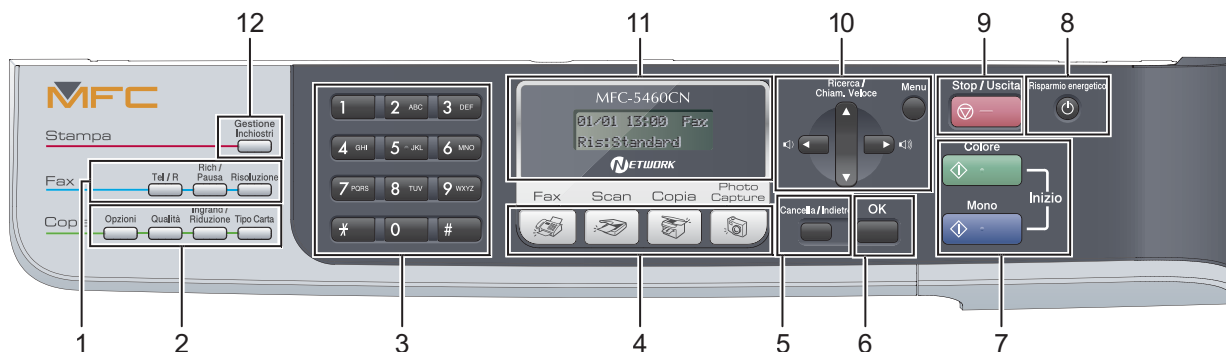 12
11
10
9
8
MFC
Stampa
Gestione
Inchiostri
Fax
Tel / R
Rich /
Pausa
Risoluzione
Copia
Opzioni
Qualità
Ingrand /
Riduzione
Tipo Carta
1
2 ABC
3 DEF
4 GHI
5 JKL
6 MNO
7 PQRS
8 TUV
9 WXYZ
*
0
#
MFC-5460CN
01/01 13:00 Fax
Ris:Standard
NETWORK
Fax
Scan
Copia
Photo
Capture
Ricerca /
Chiam. Veloce
Menu
Cancella / Indietro
OK
Stop / Uscita
Risparmio energetico
Colore
Mono
Inizio
1
2
3
4
5
6
7